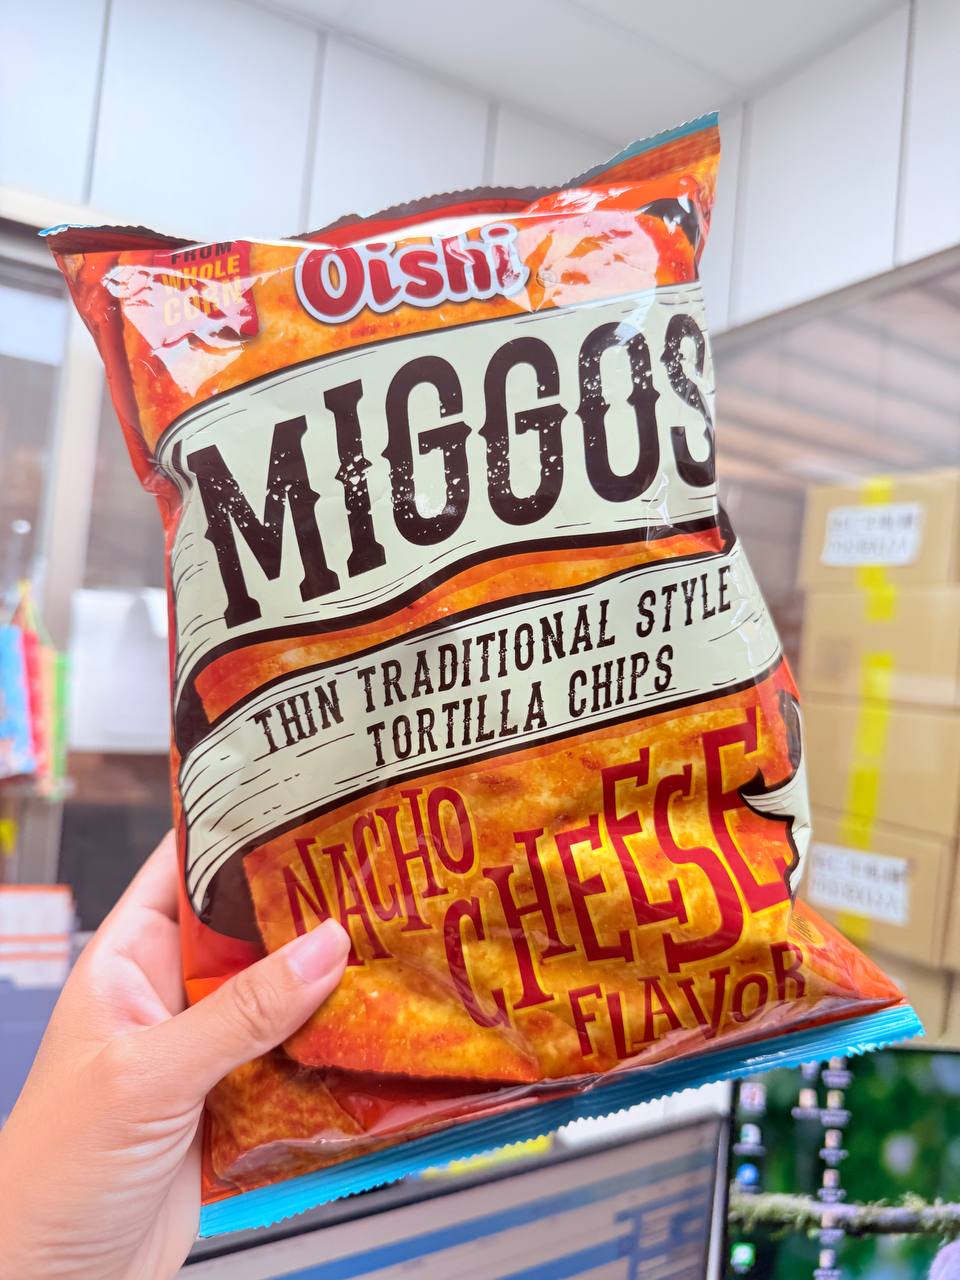 FROM
WHOLE
CORN
Oishi
MIGGOS
THIN TRADITIONAL STYLE
TORTILLA CHIPS
NACHO
CHEESE
FLAVOR